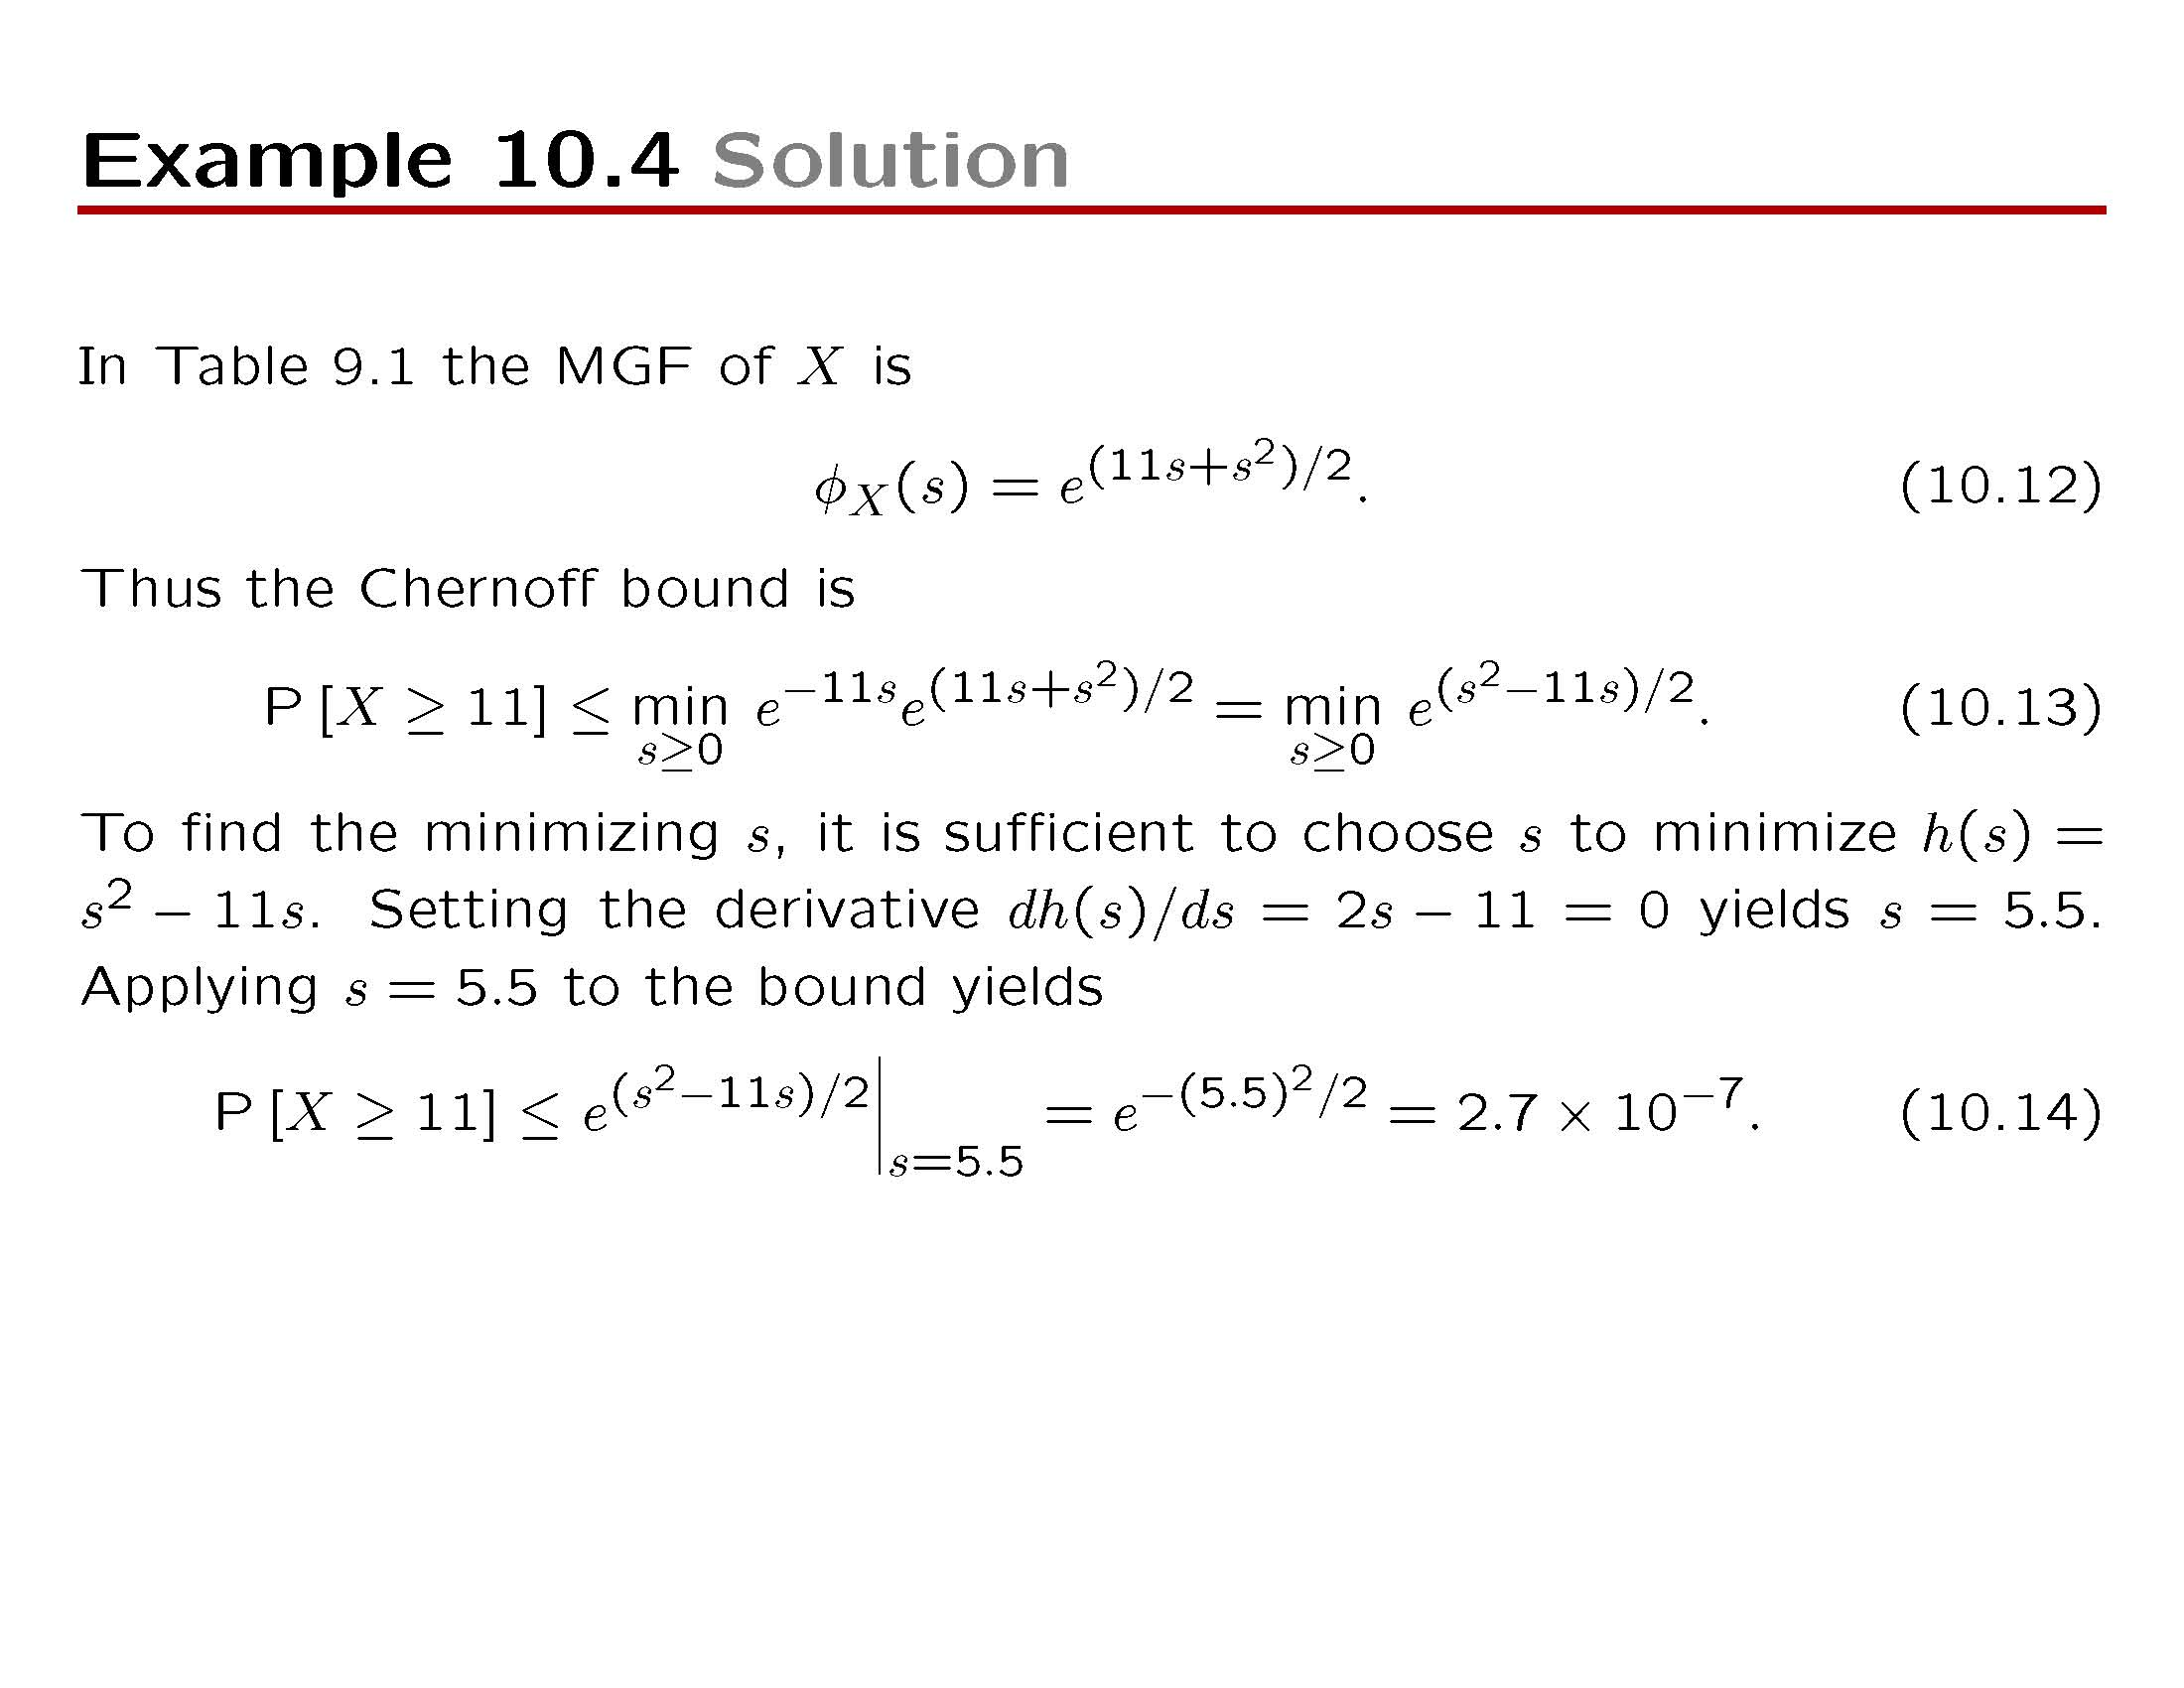 Example 10.4 Solution
In Table 9.1 the MGF of X is
ϕ_X(s) = e^{(11s+s^2)/2}. (10.12)
Thus the Chernoff bound is
P [X ≥ 11] ≤ min_{s≥0} e^{−11s}e^{(11s+s^2)/2} = min_{s≥0} e^{(s^2−11s)/2}. (10.13)
To find the minimizing s, it is sufficient to choose s to minimize h(s) =
s^2 − 11s. Setting the derivative dh(s)/ds = 2s − 11 = 0 yields s = 5.5.
Applying s = 5.5 to the bound yields
P [X ≥ 11] ≤ e^{(s^2−11s)/2}|_{s=5.5} = e^{−(5.5)^2/2} = 2.7 × 10^{−7}. (10.14)